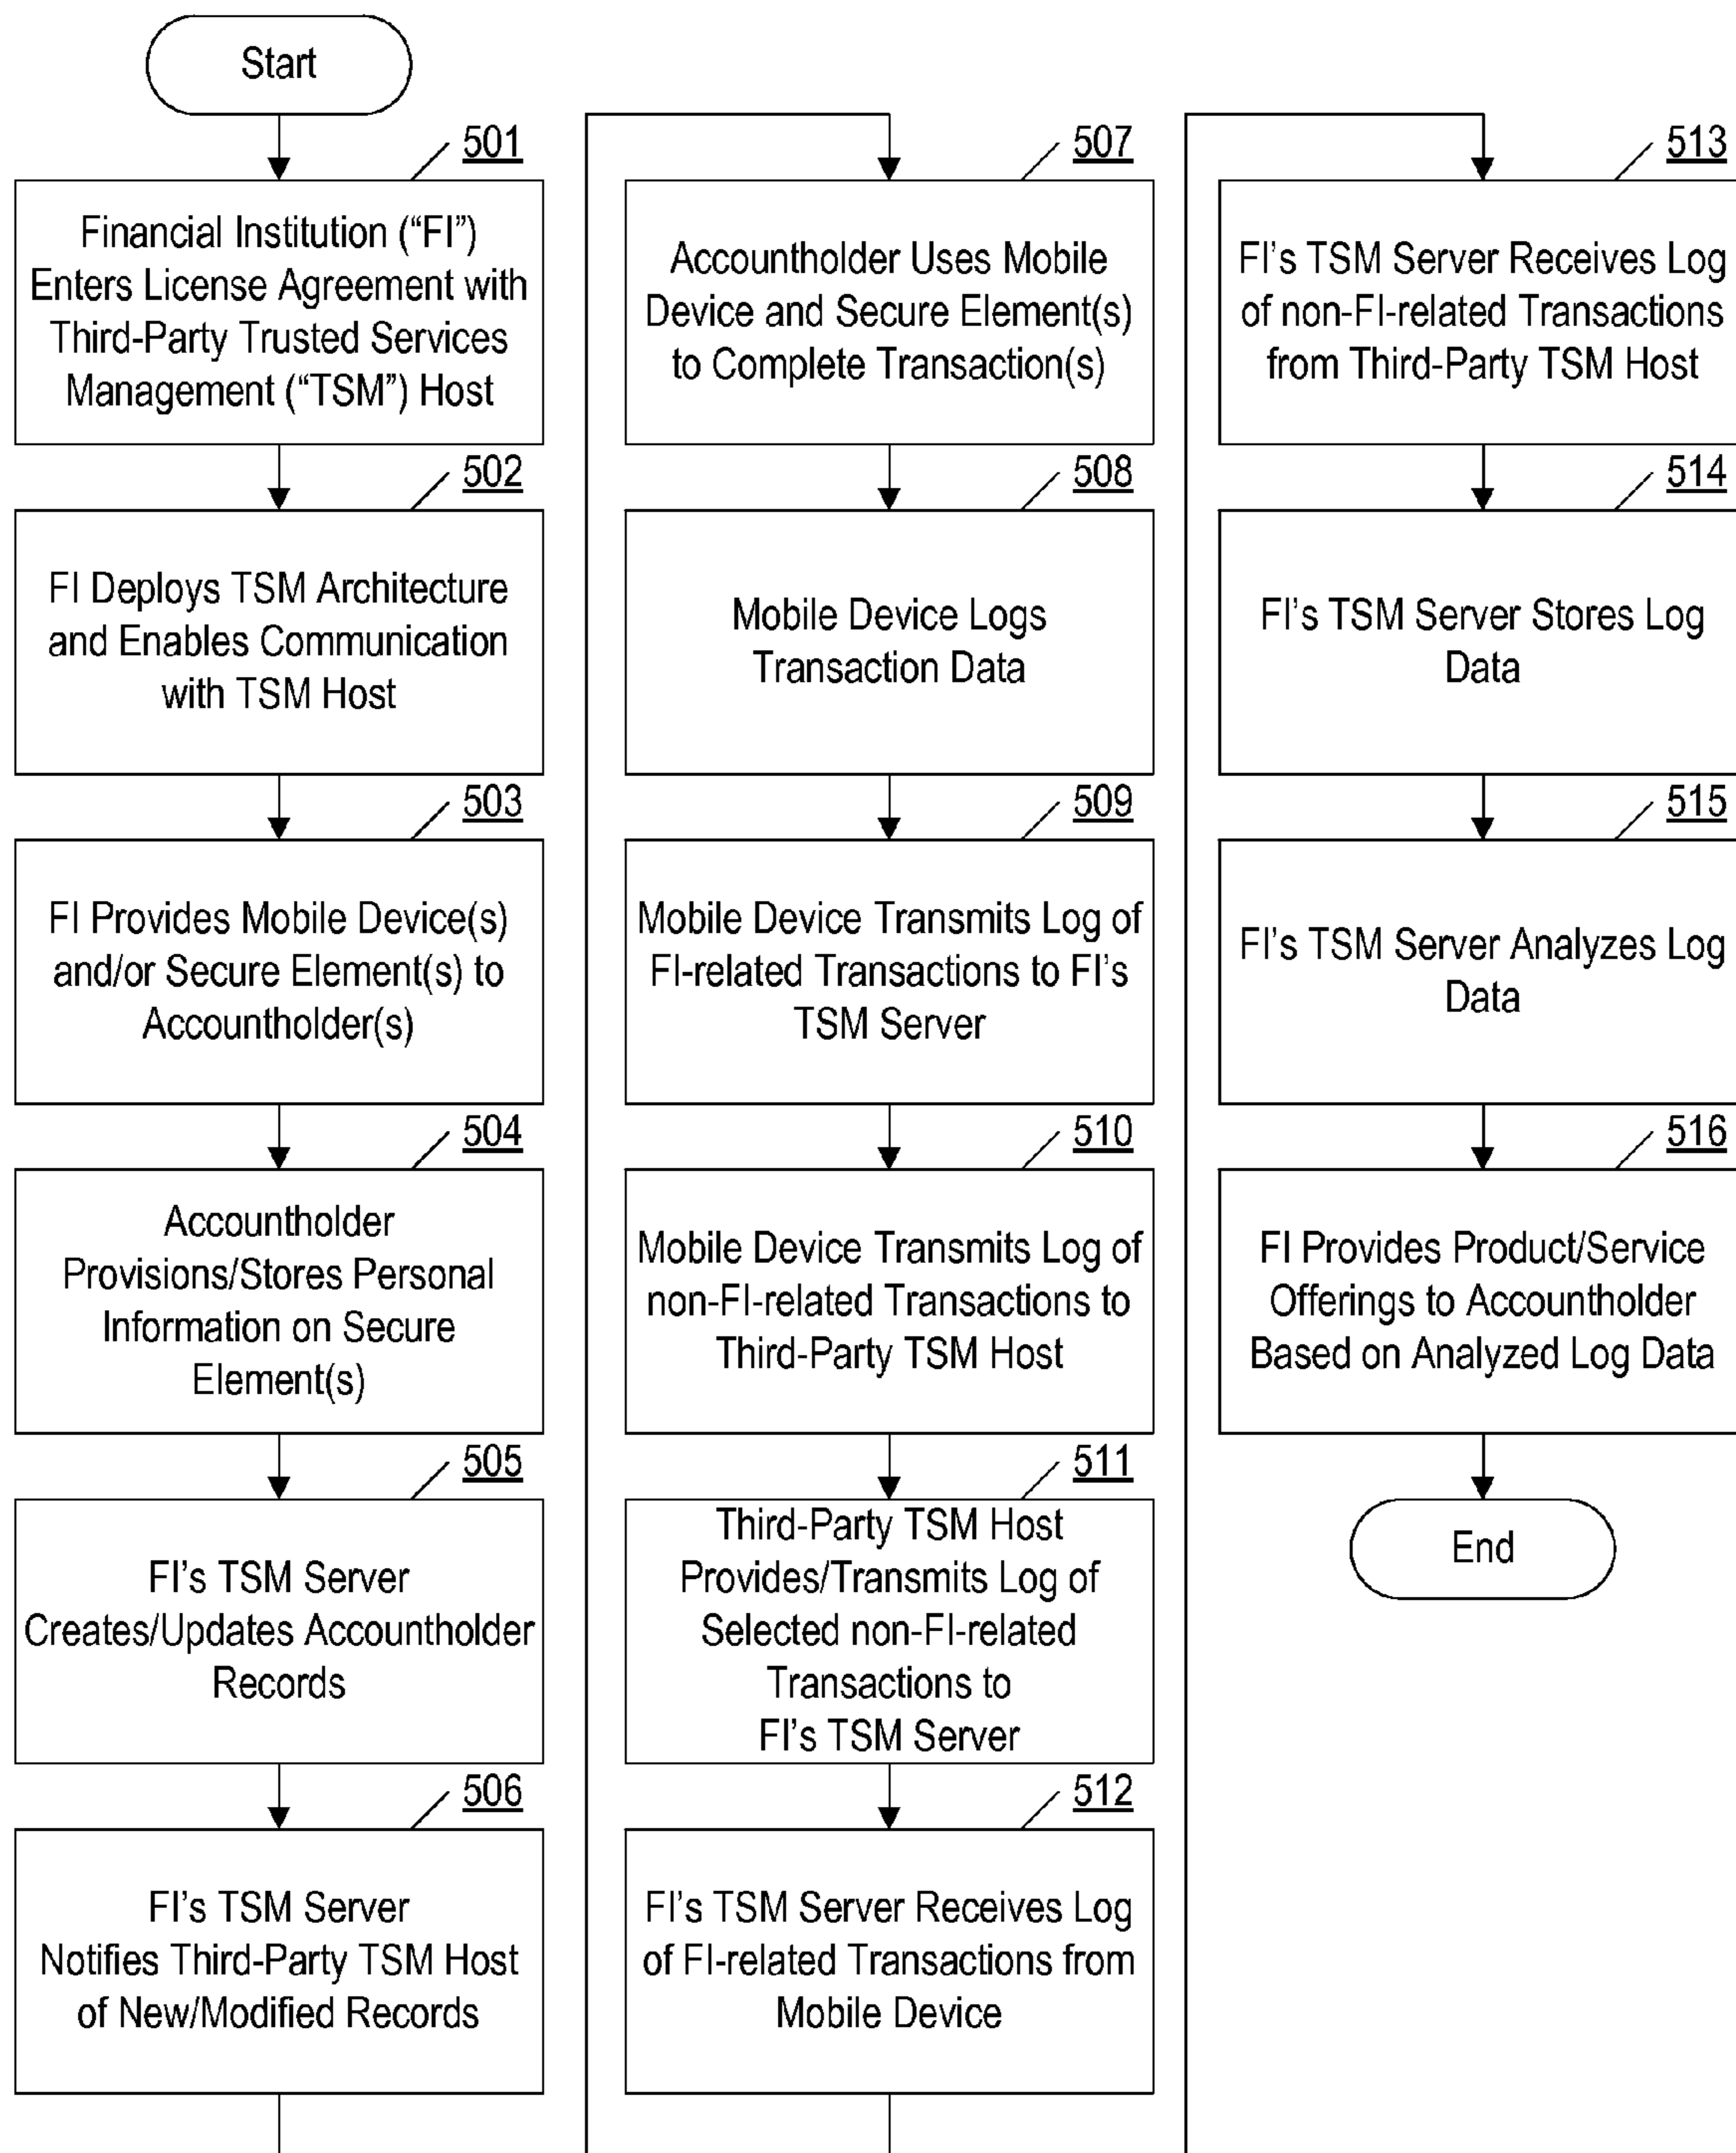 Start
501
Financial Institution (“FI”)
Enters License Agreement with
Third-Party Trusted Services
Management (“TSM”) Host
502
FI Deploys TSM Architecture
and Enables Communication
with TSM Host
503
FI Provides Mobile Device(s)
and/or Secure Element(s) to
Accountholder(s)
504
Accountholder
Provisions/Stores Personal
Information on Secure
Element(s)
505
FI’s TSM Server
Creates/Updates Accountholder
Records
506
FI’s TSM Server
Notifies Third-Party TSM Host
of New/Modified Records
507
Accountholder Uses Mobile
Device and Secure Element(s)
to Complete Transaction(s)
508
Mobile Device Logs
Transaction Data
509
Mobile Device Transmits Log of
FI-related Transactions to FI’s
TSM Server
510
Mobile Device Transmits Log of
non-FI-related Transactions to
Third-Party TSM Host
511
Third-Party TSM Host
Provides/Transmits Log of
Selected non-FI-related
Transactions to
FI’s TSM Server
512
FI’s TSM Server Receives Log
of FI-related Transactions from
Mobile Device
513
FI’s TSM Server Receives Log
of non-FI-related Transactions
from Third-Party TSM Host
514
FI’s TSM Server Stores Log
Data
515
FI’s TSM Server Analyzes Log
Data
516
FI Provides Product/Service
Offerings to Accountholder
Based on Analyzed Log Data
End